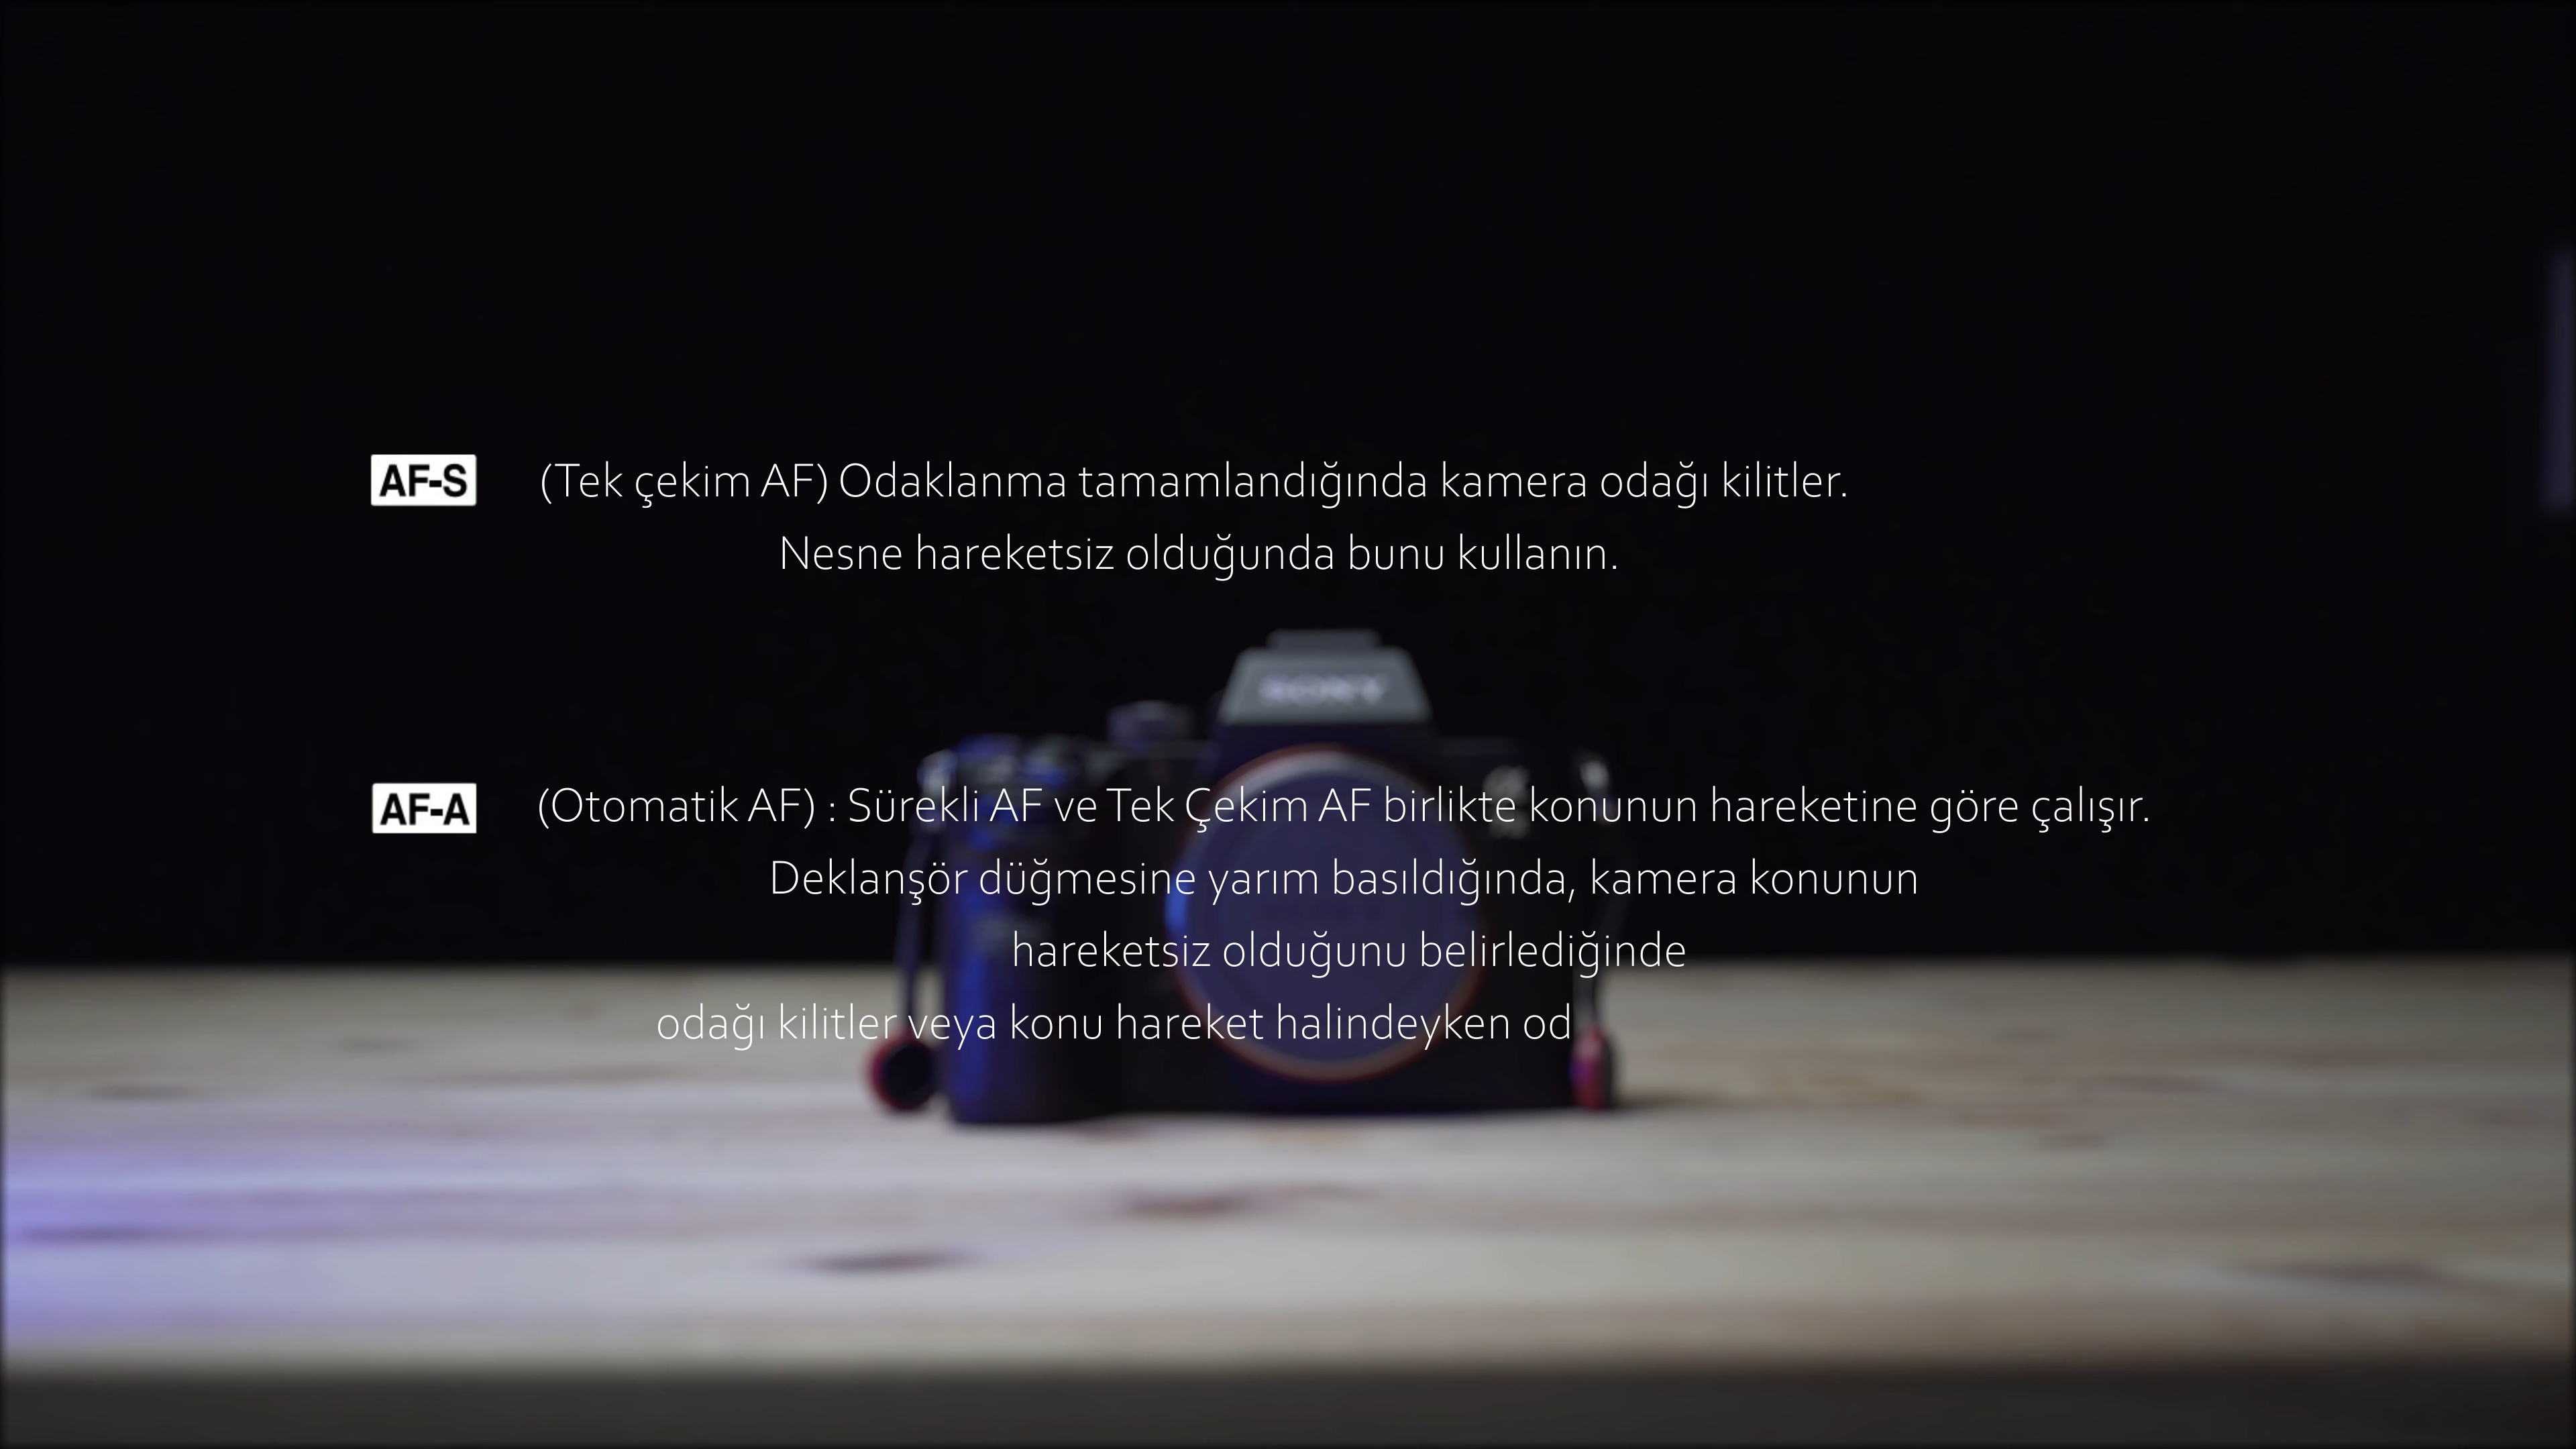 AF-S (Tek çekim AF) Odaklanma tamamlandığında kamera odağı kilitler.
Nesne hareketsiz olduğunda bunu kullanın.
SONY
AF-A (Otomatik AF) : Sürekli AF ve Tek Çekim AF birlikte konunun hareketine göre çalışır.
Deklanşör düğmesine yarım basıldığında, kamera konunun
hareketsiz olduğunu belirlediğinde
odağı kilitler veya konu hareket halindeyken od